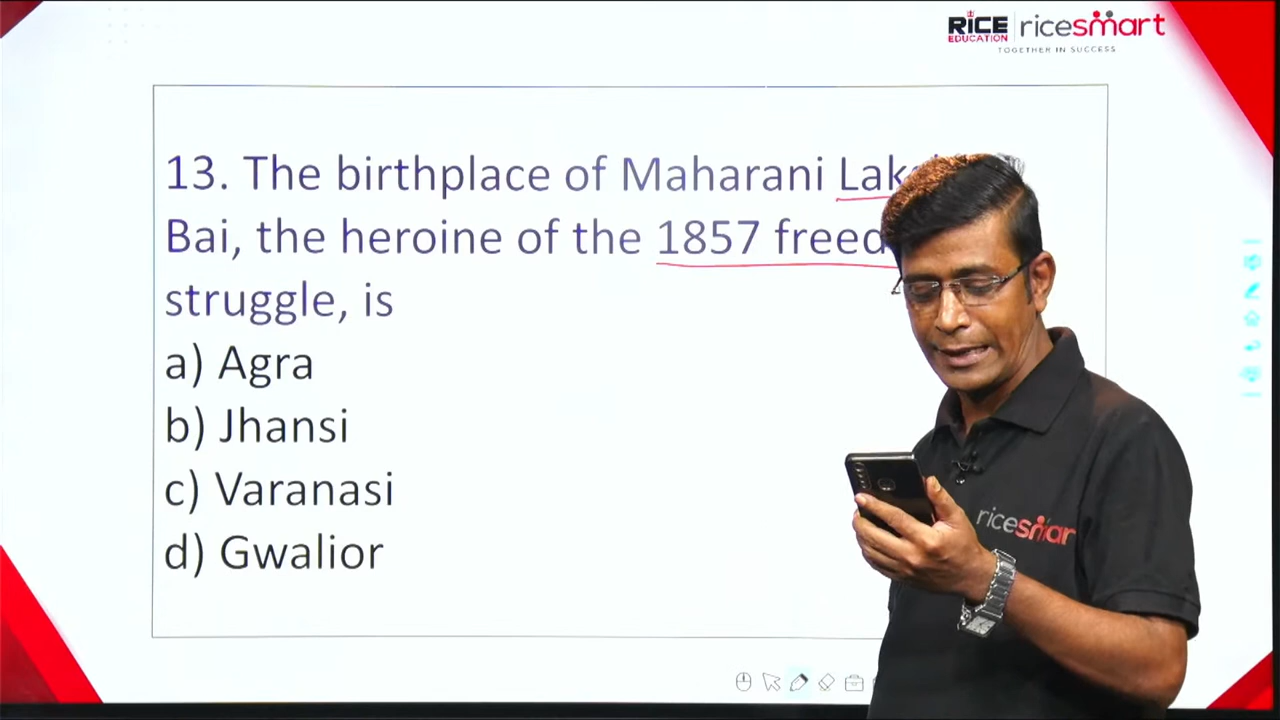 RICE
EDUCATION
ricesmart
TOGETHER IN SUCCESS
13. The birthplace of Maharani
Bai, the heroine of the 1857
struggle, is
a) Agra
b) Jhansi
c) Varanasi
d) Gwalior
ricesmar